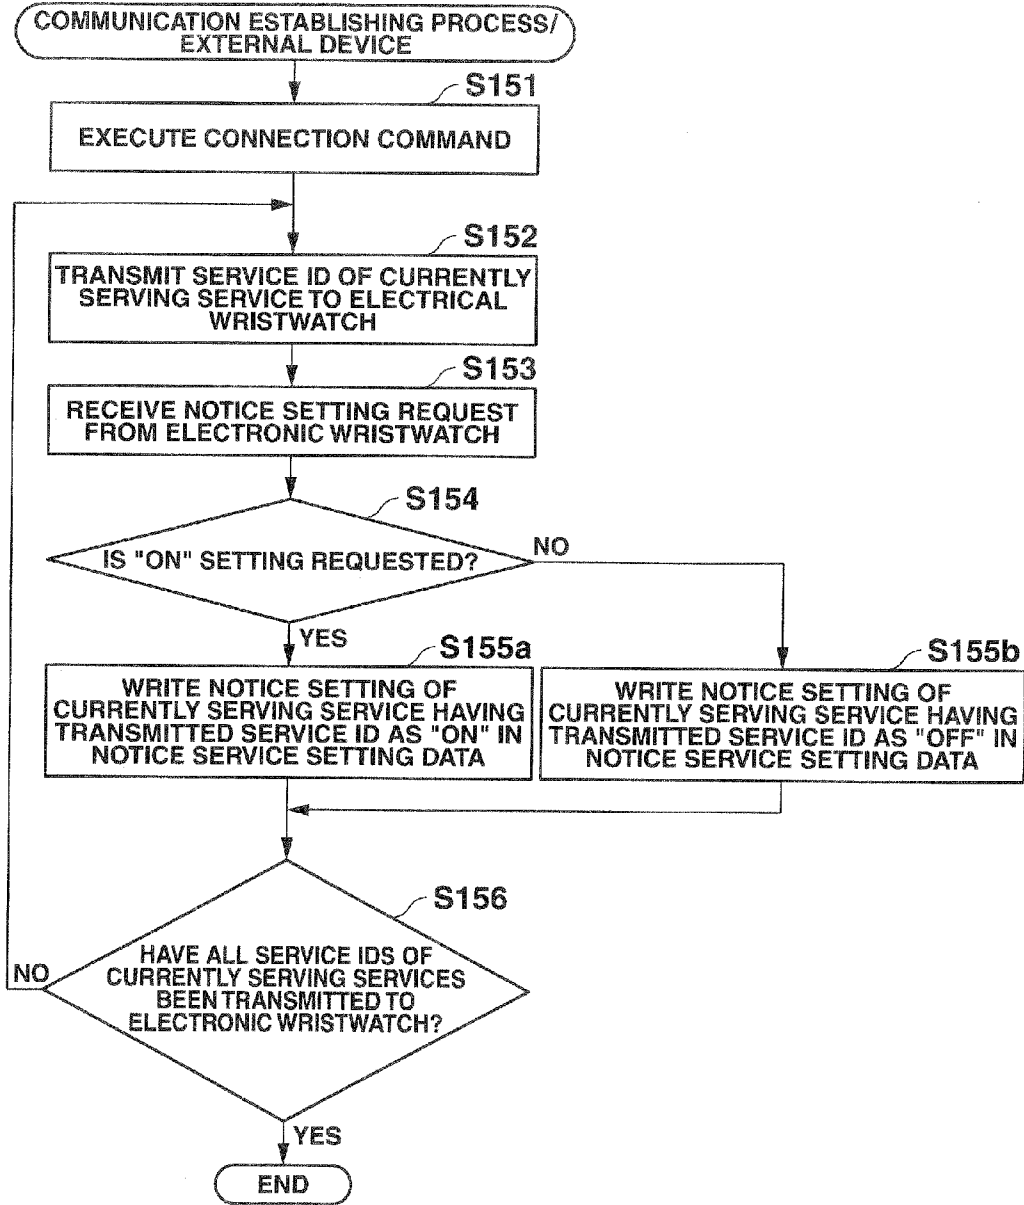 COMMUNICATION ESTABLISHING PROCESS/
EXTERNAL DEVICE
S151
EXECUTE CONNECTION COMMAND
S152
TRANSMIT SERVICE ID OF CURRENTLY
SERVING SERVICE TO ELECTRICAL
WRISTWATCH
S153
RECEIVE NOTICE SETTING REQUEST
FROM ELECTRONIC WRISTWATCH
S154
IS "ON" SETTING REQUESTED?
NO
YES
S155a
WRITE NOTICE SETTING OF
CURRENTLY SERVING SERVICE HAVING
TRANSMITTED SERVICE ID AS "ON" IN
NOTICE SERVICE SETTING DATA
S155b
WRITE NOTICE SETTING OF
CURRENTLY SERVING SERVICE HAVING
TRANSMITTED SERVICE ID AS "OFF" IN
NOTICE SERVICE SETTING DATA
S156
HAVE ALL SERVICE IDS OF
CURRENTLY SERVING SERVICES
BEEN TRANSMITTED TO
ELECTRONIC WRISTWATCH?
NO
YES
END